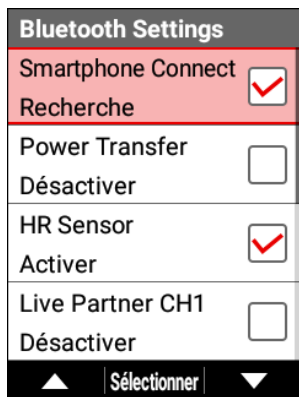 Bluetooth Settings
Smartphone Connect
Recherche
Power Transfer
Désactiver
HR Sensor
Activer
Live Partner CH1
Désactiver
Sélectionner